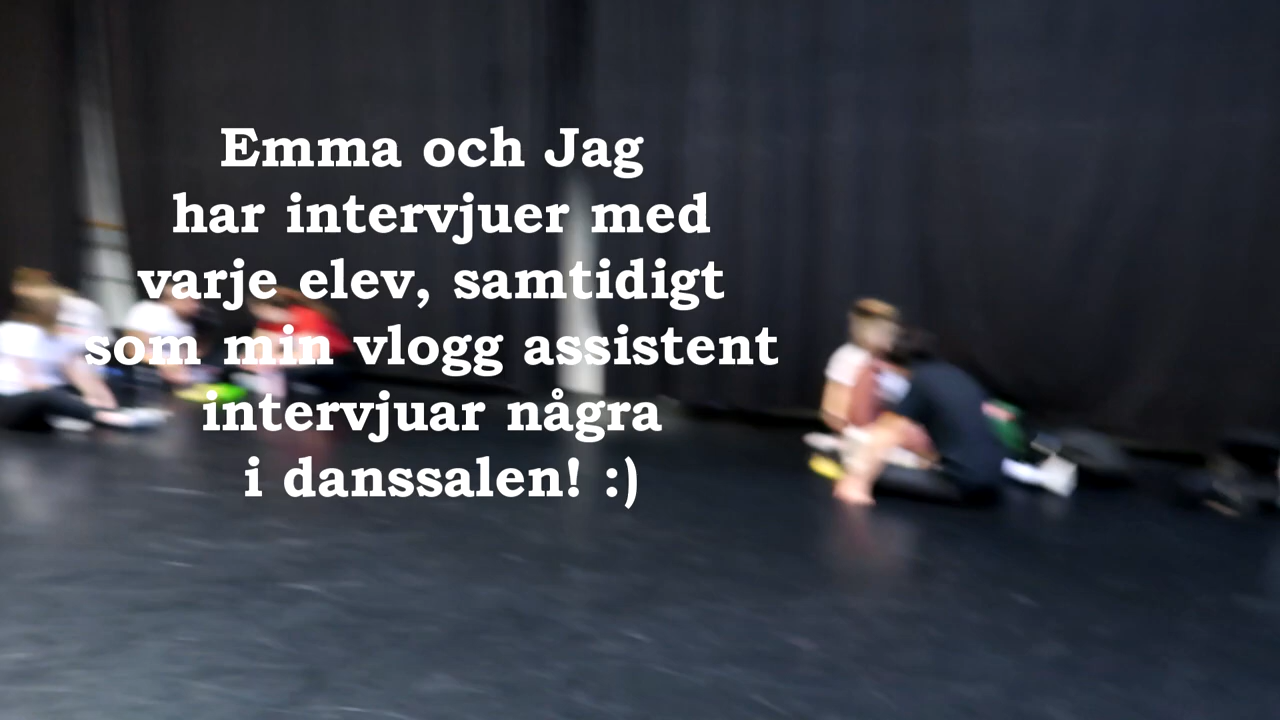 Emma och Jag
har intervjuer med
varje elev, samtidigt
som min vlogg assistent
intervjuar några
i danssalen! :)